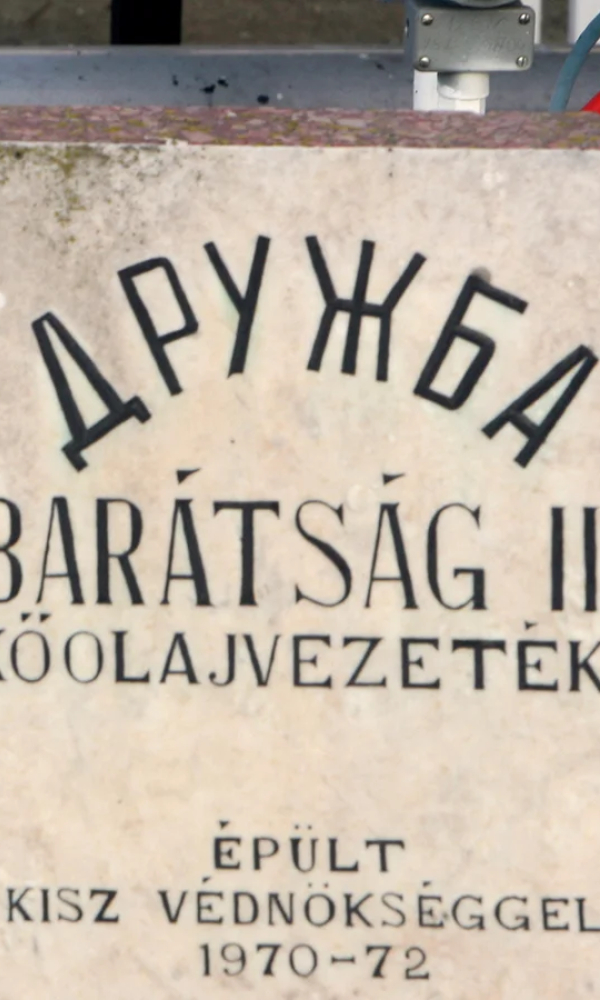 ДРУЖБА
BARÁTSÁG II
KŐOLAJVEZETÉK
ÉPÜLT
KISZ VÉDNÖKSÉGGEL
1970-72